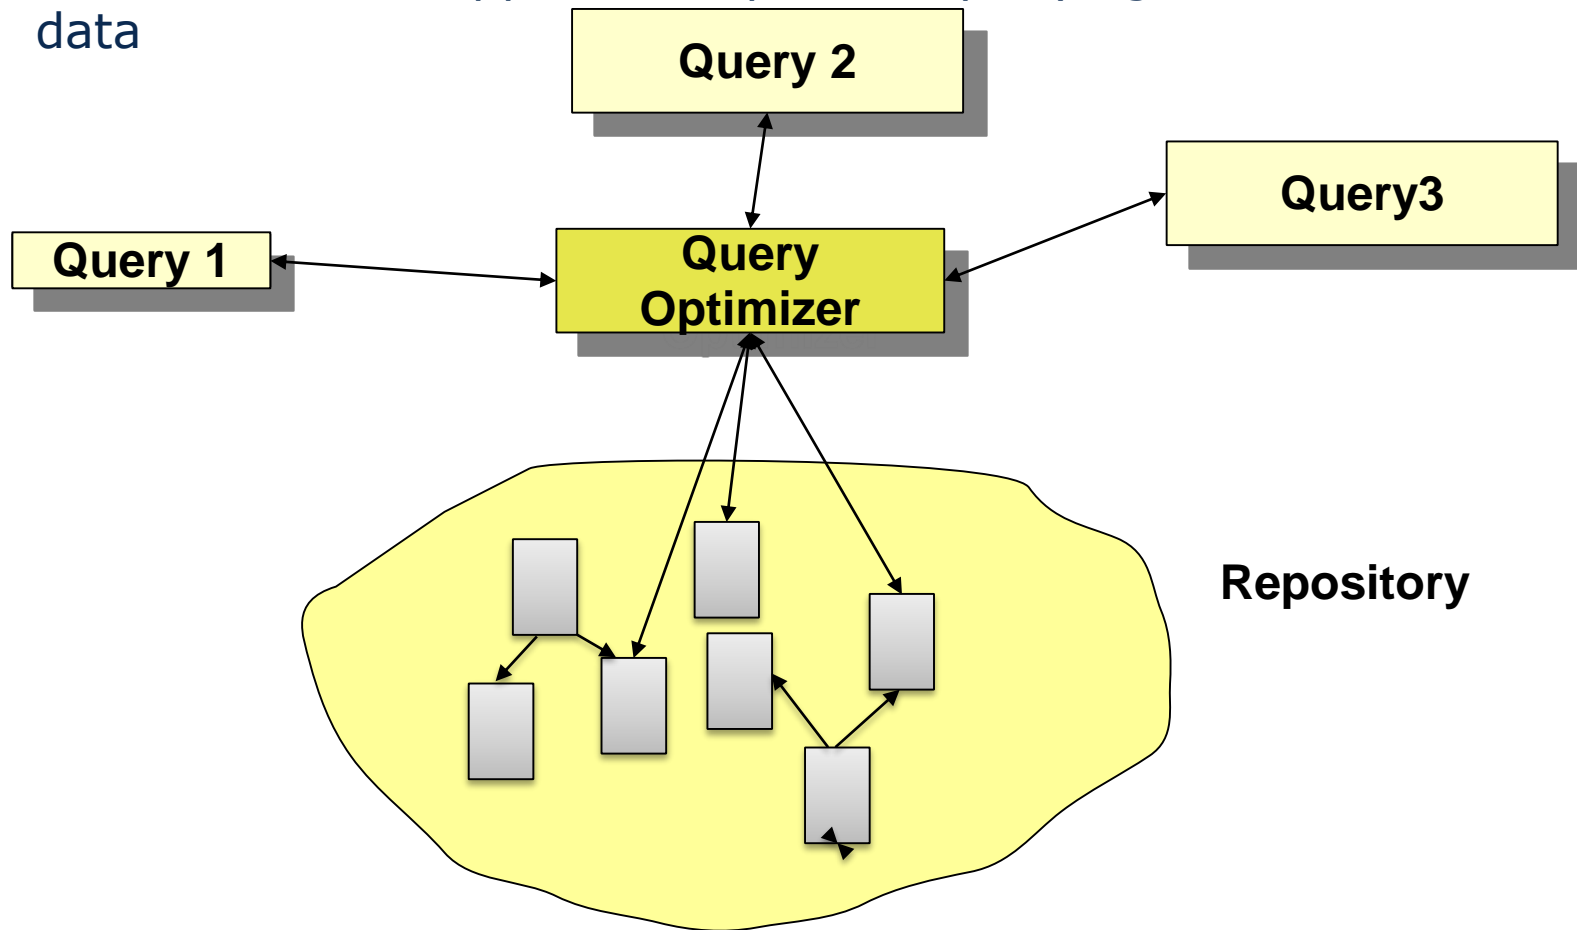 data
Query 2
Query3
Query 1
Query
Optimizer
Repository